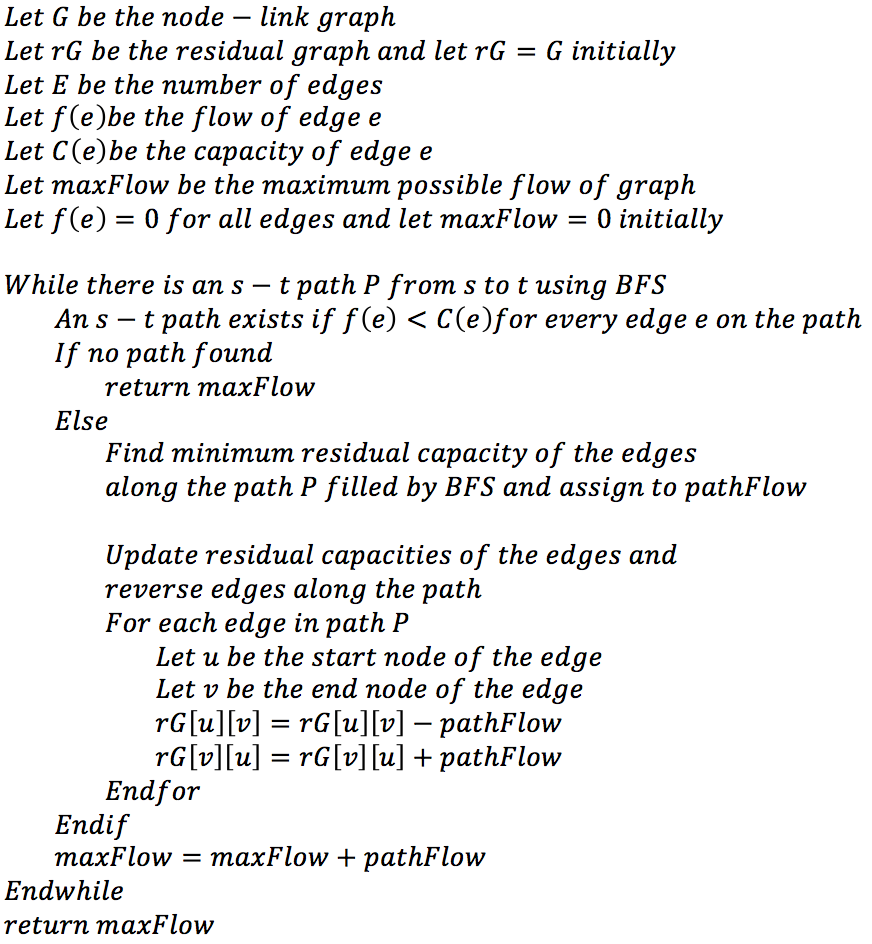 Let G be the node − link graph
Let rG be the residual graph and let rG = G initially
Let E be the number of edges
Let f(e)be the flow of edge e
Let C(e)be the capacity of edge e
Let maxFlow be the maximum possible flow of graph
Let f(e) = 0 for all edges and let maxFlow = 0 initially
While there is an s − t path P from s to t using BFS
An s − t path exists if f(e) < C(e)for every edge e on the path
If no path found
return maxFlow
Else
Find minimum residual capacity of the edges
along the path P filled by BFS and assign to pathFlow
Update residual capacities of the edges and
reverse edges along the path
For each edge in path P
Let u be the start node of the edge
Let v be the end node of the edge
rG[u][v] = rG[u][v] − pathFlow
rG[v][u] = rG[v][u] + pathFlow
Endfor
Endif
maxFlow = maxFlow + pathFlow
Endwhile
return maxFlow